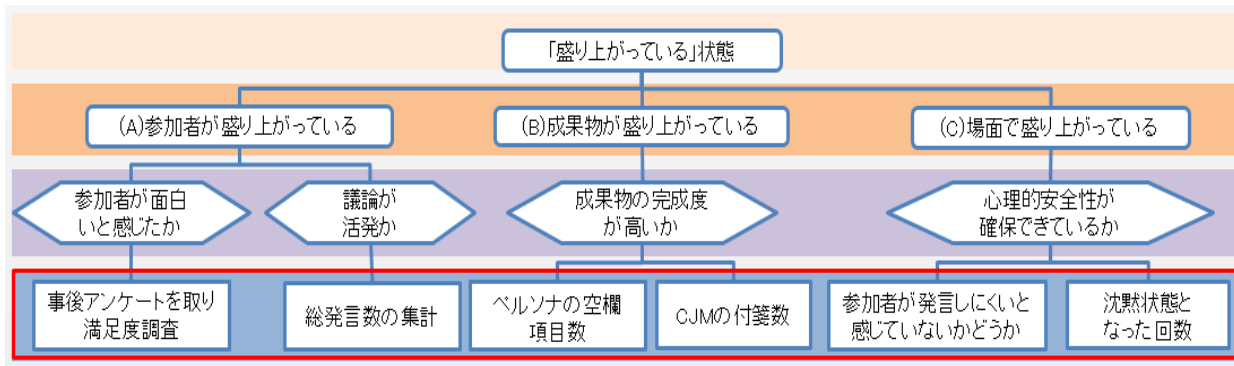 「盛り上がっている」状態
(A)参加者が盛り上がっている
(B)成果物が盛り上がっている
(C)場面で盛り上がっている
参加者が面白
いと感じたか
議論が
活発か
成果物の完成度
が高いか
心理的安全性が
確保できているか
事後アンケートを取り
満足度調査
総発言数の集計
ペルソナの空欄
項目数
CJMの付箋数
参加者が発言しにくいと
感じていないかどうか
沈黙状態と
なった回数